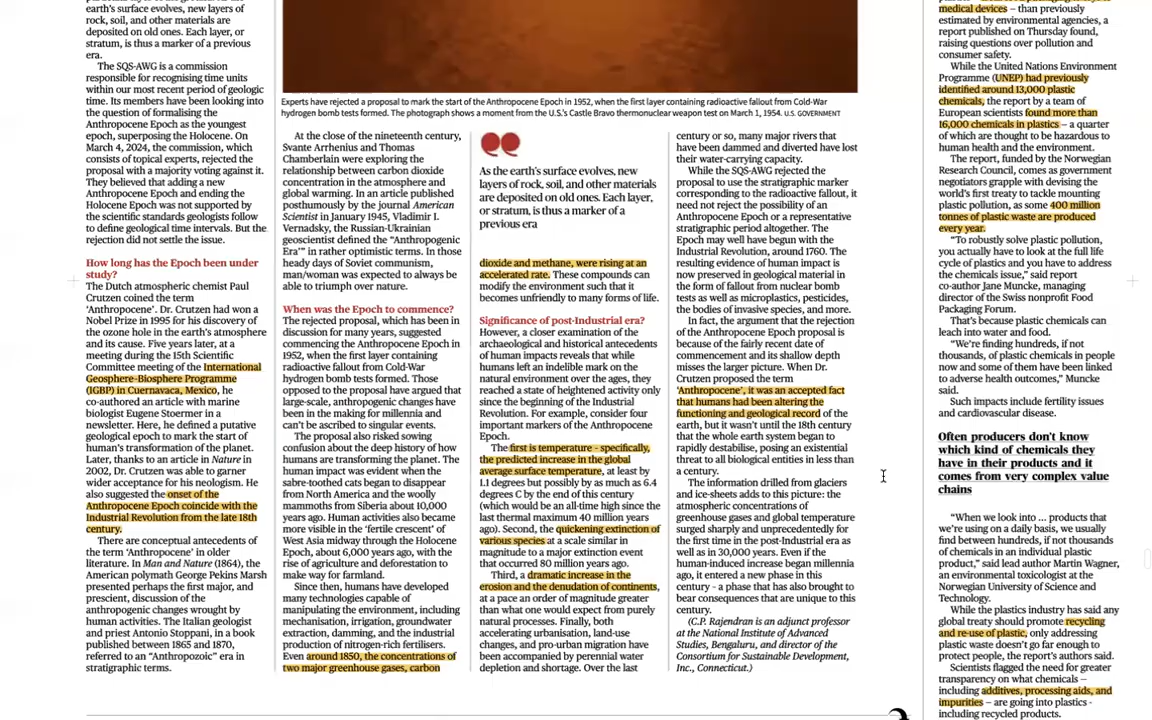 earth's surface evolves, new layers of
rock, soil, and other materials are
deposited on old ones. Each layer, or
stratum, is thus a marker of a previous
era.
The SQS-AWG is a commission
responsible for recognising time units
within our most recent period of geologic
time. Its members have been looking into
the question of formalising the
Anthropocene Epoch as the youngest
epoch, superposing the Holocene. On
March 4, 2024, the commission, which
consists of topical experts, rejected the
proposal with a majority voting against it.
They believed that adding a new
Anthropocene Epoch and ending the
Holocene Epoch was not supported by
the scientific standards geologists follow
to define geological time intervals. But the
rejection did not settle the issue.
How long has the Epoch been under
study?
The Dutch atmospheric chemist Paul
Crutzen coined the term
'Anthropocene'. Dr. Crutzen had won a
Nobel Prize in 1995 for his discovery of
the ozone hole in the earth's atmosphere
and its cause. Five years later, at a
meeting during the 15th Scientific
Committee meeting of the International
Geosphere-Biosphere Programme
(IGBP) in Cuernavaca, Mexico, he
co-authored an article with marine
biologist Eugene Stoermer in a
newsletter. Here, he defined a putative
geological epoch to mark the start of
human's transformation of the planet.
Later, thanks to an article in Nature in
2002, Dr. Crutzen was able to garner
wider acceptance for his neologism. He
also suggested the onset of the
Anthropocene Epoch coincide with the
Industrial Revolution from the late 18th
century.
There are conceptual antecedents of
the term 'Anthropocene' in older
literature. In Man and Nature (1864), the
American polymath George Pekins Marsh
presented perhaps the first major, and
prescient, discussion of the
anthropogenic changes wrought by
human activities. The Italian geologist
and priest Antonio Stoppani, in a book
published between 1865 and 1870,
referred to an "Anthropozoic" era in
stratigraphic terms.
Experts have rejected a proposal to mark the start of the Anthropocene Epoch in 1952, when the first layer containing radioactive fallout from Cold-War
hydrogen bomb tests formed. The photograph shows a moment from the U.S.'s Castle Bravo thermonuclear weapon test on March 1, 1954. U.S. GOVERNMENT
At the close of the nineteenth century,
Svante Arrhenius and Thomas
Chamberlain were exploring the
relationship between carbon dioxide
concentration in the atmosphere and
global warming. In an article published
posthumously by the journal American
Scientist in January 1945, Vladimir I.
Vernadsky, the Russian-Ukrainian
geoscientist defined the "Anthropogenic
Era'" in rather optimistic terms. In those
heady days of Soviet communism,
man/woman was expected to always be
able to triumph over nature.
When was the Epoch to commence?
The rejected proposal, which has been in
discussion for many years, suggested
commencing the Anthropocene Epoch in
1952, when the first layer containing
radioactive fallout from Cold-War
hydrogen bomb tests formed. Those
opposed to the proposal have argued that
large-scale, anthropogenic changes have
been in the making for millennia and
can't be ascribed to singular events.
The proposal also risked sowing
confusion about the deep history of how
humans are transforming the planet. The
human impact was evident when the
sabre-toothed cats began to disappear
from North America and the woolly
mammoths from Siberia about 10,000
years ago. Human activities also became
more visible in the 'fertile crescent' of
West Asia midway through the Holocene
Epoch, about 6,000 years ago, with the
rise of agriculture and deforestation to
make way for farmland.
Since then, humans have developed
many technologies capable of
manipulating the environment, including
mechanisation, irrigation, groundwater
extraction, damming, and the industrial
production of nitrogen-rich fertilisers.
Even around 1850, the concentrations of
two major greenhouse gases, carbon
As the earth's surface evolves, new
layers of rock, soil, and other materials
are deposited on old ones. Each layer,
or stratum, is thus a marker of a
previous era
dioxide and methane, were rising at an
accelerated rate. These compounds can
modify the environment such that it
becomes unfriendly to many forms of life.
Significance of post-Industrial era?
However, a closer examination of the
archaeological and historical antecedents
of human impacts reveals that while
humans left an indelible mark on the
natural environment over the ages, they
reached a state of heightened activity only
since the beginning of the Industrial
Revolution. For example, consider four
important markers of the Anthropocene
Epoch.
The first is temperature – specifically,
the predicted increase in the global
average surface temperature, at least by
1.1 degrees but possibly by as much as 6.4
degrees C by the end of this century
(which would be an all-time high since the
last thermal maximum 40 million years
ago). Second, the quickening extinction of
various species at a scale similar in
magnitude to a major extinction event
that occurred 80 million years ago.
Third, a dramatic increase in the
erosion and the denudation of continents,
at a pace an order of magnitude greater
than what one would expect from purely
natural processes. Finally, both
accelerating urbanisation, land-use
changes, and pro-urban migration have
been accompanied by perennial water
depletion and shortage. Over the last
century or so, many major rivers that
have been dammed and diverted have lost
their water-carrying capacity.
While the SQS-AWG rejected the
proposal to use the stratigraphic marker
corresponding to the radioactive fallout, it
need not reject the possibility of an
Anthropocene Epoch or a representative
stratigraphic period altogether. The
Epoch may well have begun with the
Industrial Revolution, around 1760. The
resulting evidence of human impact is
now preserved in geological material in
the form of fallout from nuclear bomb
tests as well as microplastics, pesticides,
the bodies of invasive species, and more.
In fact, the argument that the rejection
of the Anthropocene Epoch proposal is
because of the fairly recent date of
commencement and its shallow depth
misses the larger picture. When Dr.
Crutzen proposed the term
'Anthropocene', it was an accepted fact
that humans had been altering the
functioning and geological record of the
earth, but it wasn't until the 18th century
that the whole earth system began to
rapidly destabilise, posing an existential
threat to all biological entities in less than
a century.
The information drilled from glaciers
and ice-sheets adds to this picture: the
atmospheric concentrations of
greenhouse gases and global temperature
surged sharply and unprecedentedly for
the first time in the post-Industrial era as
well as in 30,000 years. Even if the
human-induced increase began millennia
ago, it entered a new phase in this
century – a phase that has also brought to
bear consequences that are unique to this
century.
(C.P. Rajendran is an adjunct professor
at the National Institute of Advanced
Studies, Bengaluru, and director of the
Consortium for Sustainable Development,
Inc., Connecticut.)
medical devices – than previously
estimated by environmental agencies, a
report published on Thursday found,
raising questions over pollution and
consumer safety.
While the United Nations Environment
Programme (UNEP) had previously
identified around 13,000 plastic
chemicals, the report by a team of
European scientists found more than
16,000 chemicals in plastics – a quarter
of which are thought to be hazardous to
human health and the environment.
The report, funded by the Norwegian
Research Council, comes as government
negotiators grapple with devising the
world's first treaty to tackle mounting
plastic pollution, as some 400 million
tonnes of plastic waste are produced
every year.
"To robustly solve plastic pollution,
you actually have to look at the full life
cycle of plastics and you have to address
the chemicals issue," said report
co-author Jane Muncke, managing
director of the Swiss nonprofit Food
Packaging Forum.
That's because plastic chemicals can
leach into water and food.
"We're finding hundreds, if not
thousands, of plastic chemicals in people
now and some of them have been linked
to adverse health outcomes," Muncke
said.
Such impacts include fertility issues
and cardiovascular disease.
Often producers don't know
which kind of chemicals they
have in their products and it
comes from very complex value
chains
"When we look into ... products that
we're using on a daily basis, we usually
find between hundreds, if not thousands
of chemicals in an individual plastic
product," said lead author Martin Wagner,
an environmental toxicologist at the
Norwegian University of Science and
Technology.
While the plastics industry has said any
global treaty should promote recycling
and re-use of plastic, only addressing
plastic waste doesn't go far enough to
protect people, the report's authors said.
Scientists flagged the need for greater
transparency on what chemicals –
including additives, processing aids, and
impurities – are going into plastics -
including recycled products.